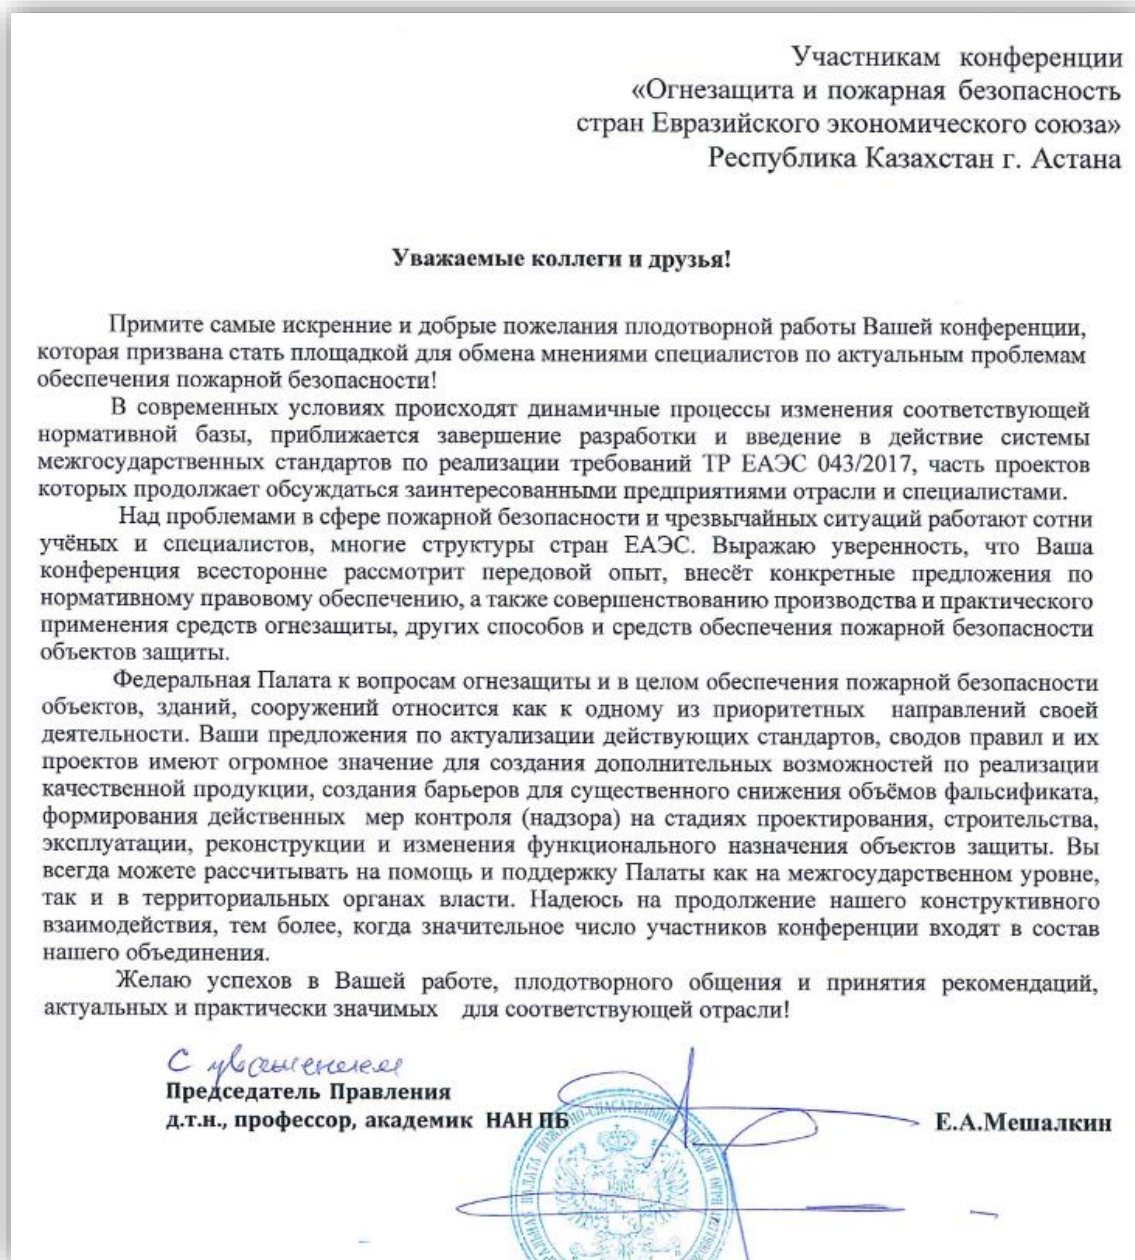 Участникам конференции
«Огнезащита и пожарная безопасность
стран Евразийского экономического союза»
Республика Казахстан г. Астана
Уважаемые коллеги и друзья!
Примите самые искренние и добрые пожелания плодотворной работы Вашей конференции,
которая призвана стать площадкой для обмена мнениями специалистов по актуальным проблемам
обеспечения пожарной безопасности!
В современных условиях происходят динамичные процессы изменения соответствующей
нормативной базы, приближается завершение разработки и введение в действие системы
межгосударственных стандартов по реализации требований ТР ЕАЭС 043/2017, часть проектов
которых продолжает обсуждаться заинтересованными предприятиями отрасли и специалистами.
Над проблемами в сфере пожарной безопасности и чрезвычайных ситуаций работают сотни
учёных и специалистов, многие структуры стран ЕАЭС. Выражаю уверенность, что Ваша
конференция всесторонне рассмотрит передовой опыт, внесёт конкретные предложения по
нормативному правовому обеспечению, а также совершенствованию производства и практического
применения средств огнезащиты, других способов и средств обеспечения пожарной безопасности
объектов защиты.
Федеральная Палата к вопросам огнезащиты и в целом обеспечения пожарной безопасности
объектов, зданий, сооружений относится как к одному из приоритетных направлений своей
деятельности. Ваши предложения по актуализации действующих стандартов, сводов правил и их
проектов имеют огромное значение для создания дополнительных возможностей по реализации
качественной продукции, создания барьеров для существенного снижения объёмов фальсификата,
формирования действенных мер контроля (надзора) на стадиях проектирования, строительства,
эксплуатации, реконструкции и изменения функционального назначения объектов защиты. Вы
всегда можете рассчитывать на помощь и поддержку Палаты как на межгосударственном уровне,
так и в территориальных органах власти. Надеюсь на продолжение нашего конструктивного
взаимодействия, тем более, когда значительное число участников конференции входят в состав
нашего объединения.
Желаю успехов в Вашей работе, плодотворного общения и принятия рекомендаций,
актуальных и практически значимых для соответствующей отрасли!
С уважением
Председатель Правления
д.т.н., профессор, академик НАН ПБ
Е.А.Мешалкин
ПАЛАТА ПОЖАРНО-СПАСАТЕЛЬНОЙ ОТРАСЛИ ОГРН